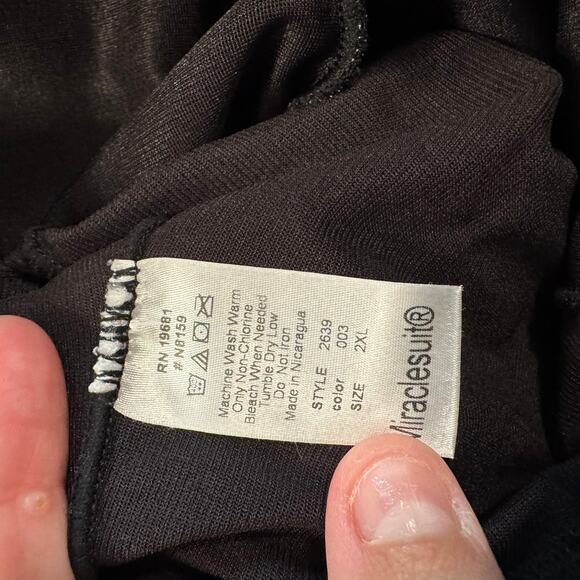 Miraclesuit®
STYLE 2639
color 003
SIZE 2XL
Machine Wash Warm
Only Non-Chlorine
Bleach When Needed
Tumble Dry Low
Do Not Iron
Made in Nicaragua
RN 19681
# N8159